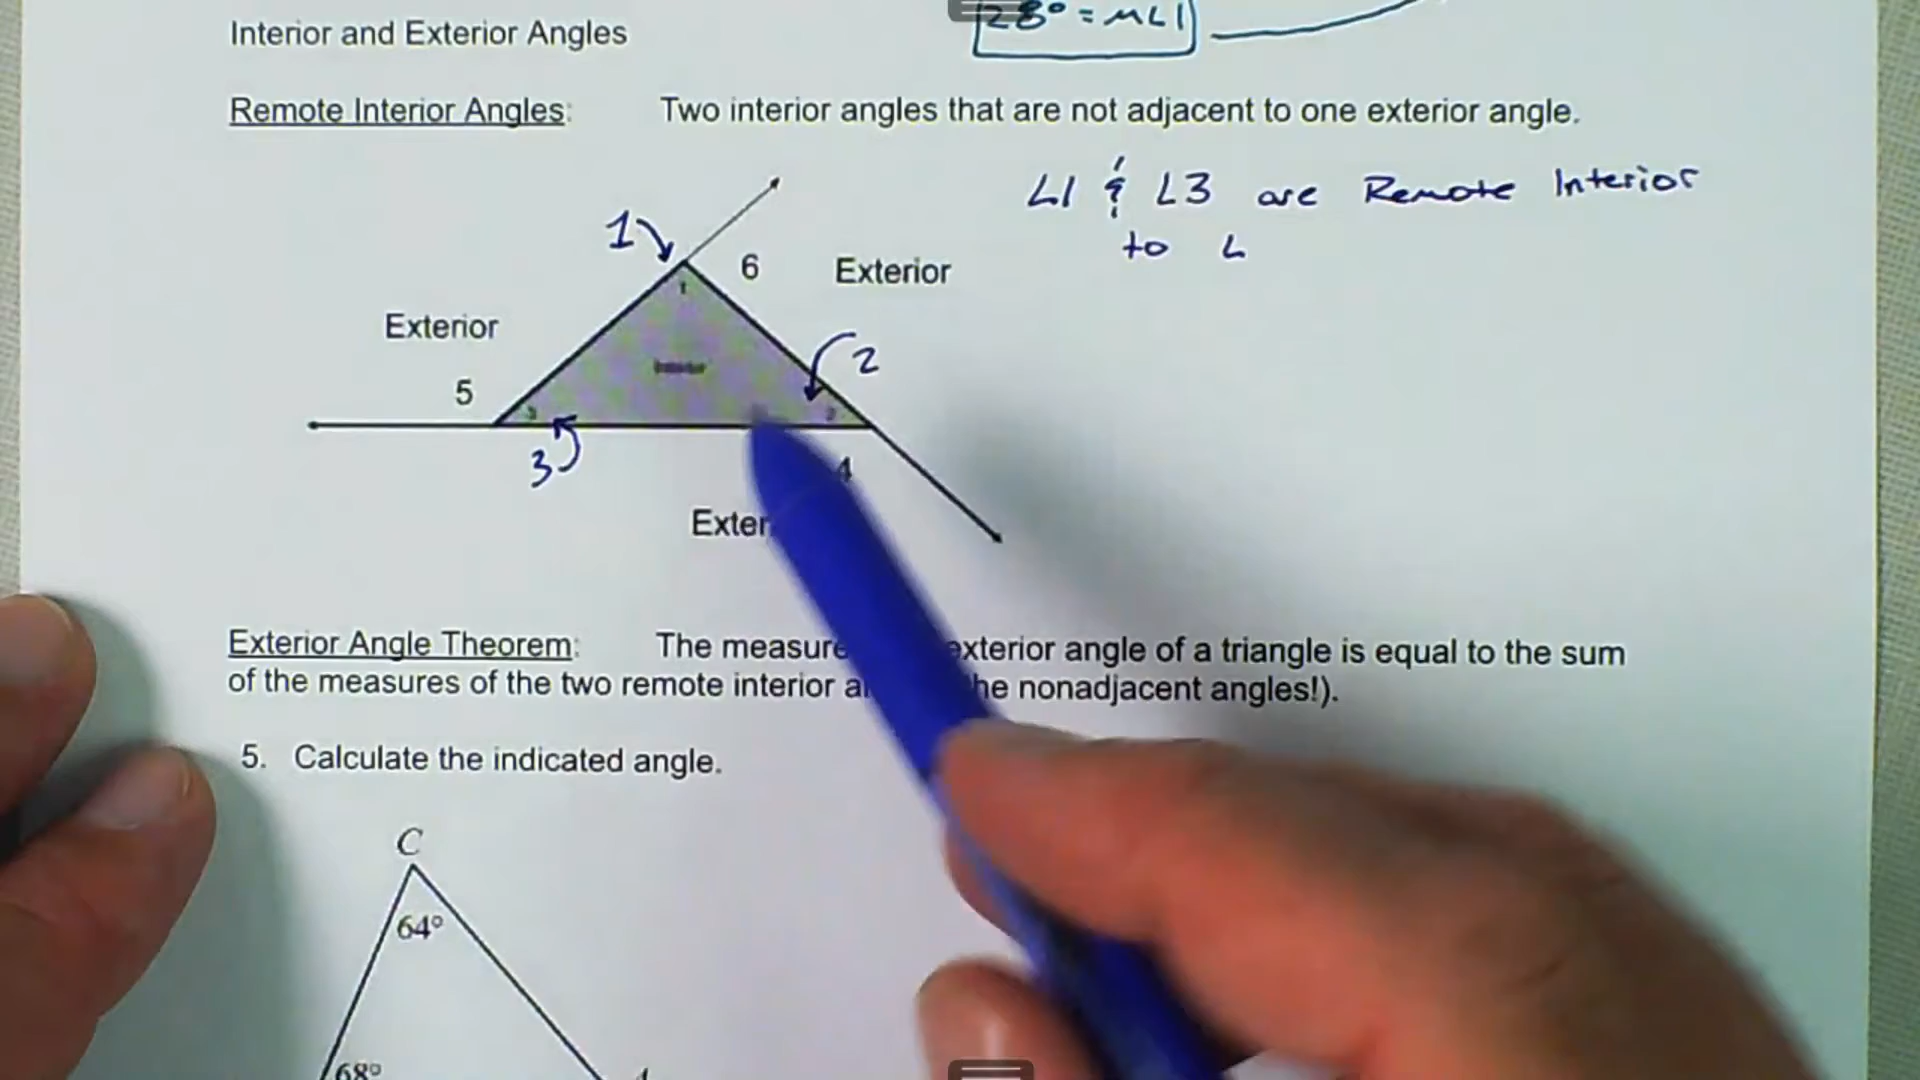 28° = m∠1
Interior and Exterior Angles
Remote Interior Angles: Two interior angles that are not adjacent to one exterior angle.
∠1 & ∠3 are Remote Interior
to ∠
1
6
Exterior
1
Exterior
2
5
3
2
3
4
Exter
Exterior Angle Theorem: The measure exterior angle of a triangle is equal to the sum
of the measures of the two remote interior a he nonadjacent angles!).
5. Calculate the indicated angle.
C
64°
68°